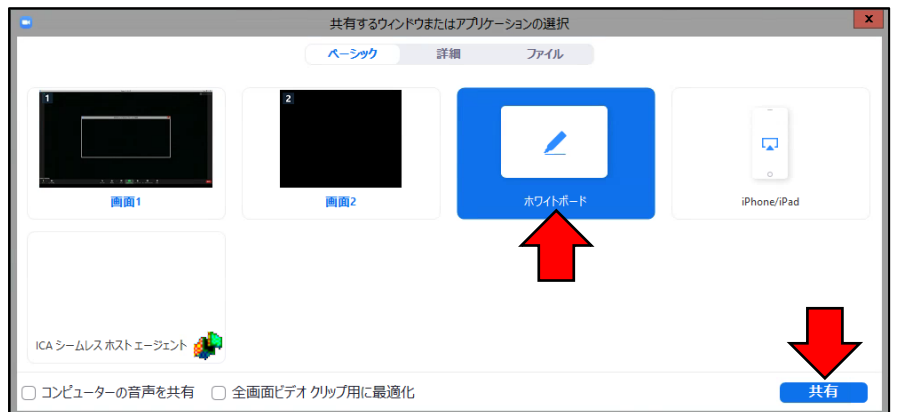 共有するウィンドウまたはアプリケーションの選択
x
ベーシック 詳細 ファイル
1
2
画面1 画面2 ホワイトボード iPhone/iPad
ICA シームレス ホスト エージェント
コンピューターの音声を共有 全画面ビデオ クリップ用に最適化 共有